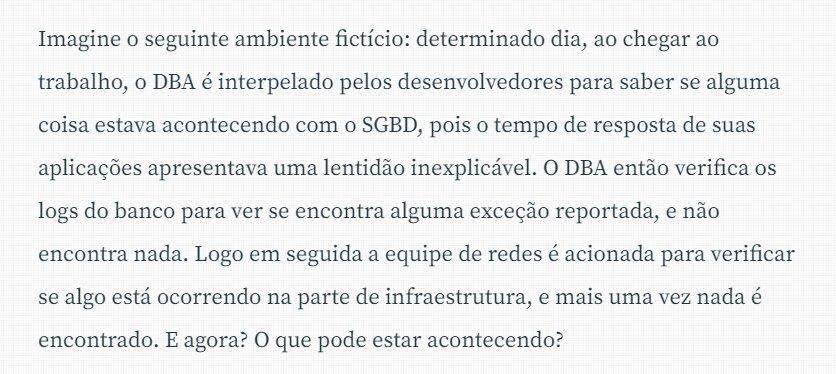 Imagine o seguinte ambiente fictício: determinado dia, ao chegar ao
trabalho, o DBA é interpelado pelos desenvolvedores para saber se alguma
coisa estava acontecendo com o SGBD, pois o tempo de resposta de suas
aplicações apresentava uma lentidão inexplicável. O DBA então verifica os
logs do banco para ver se encontra alguma exceção reportada, e não
encontra nada. Logo em seguida a equipe de redes é acionada para verificar
se algo está ocorrendo na parte de infraestrutura, e mais uma vez nada é
encontrado. E agora? O que pode estar acontecendo?